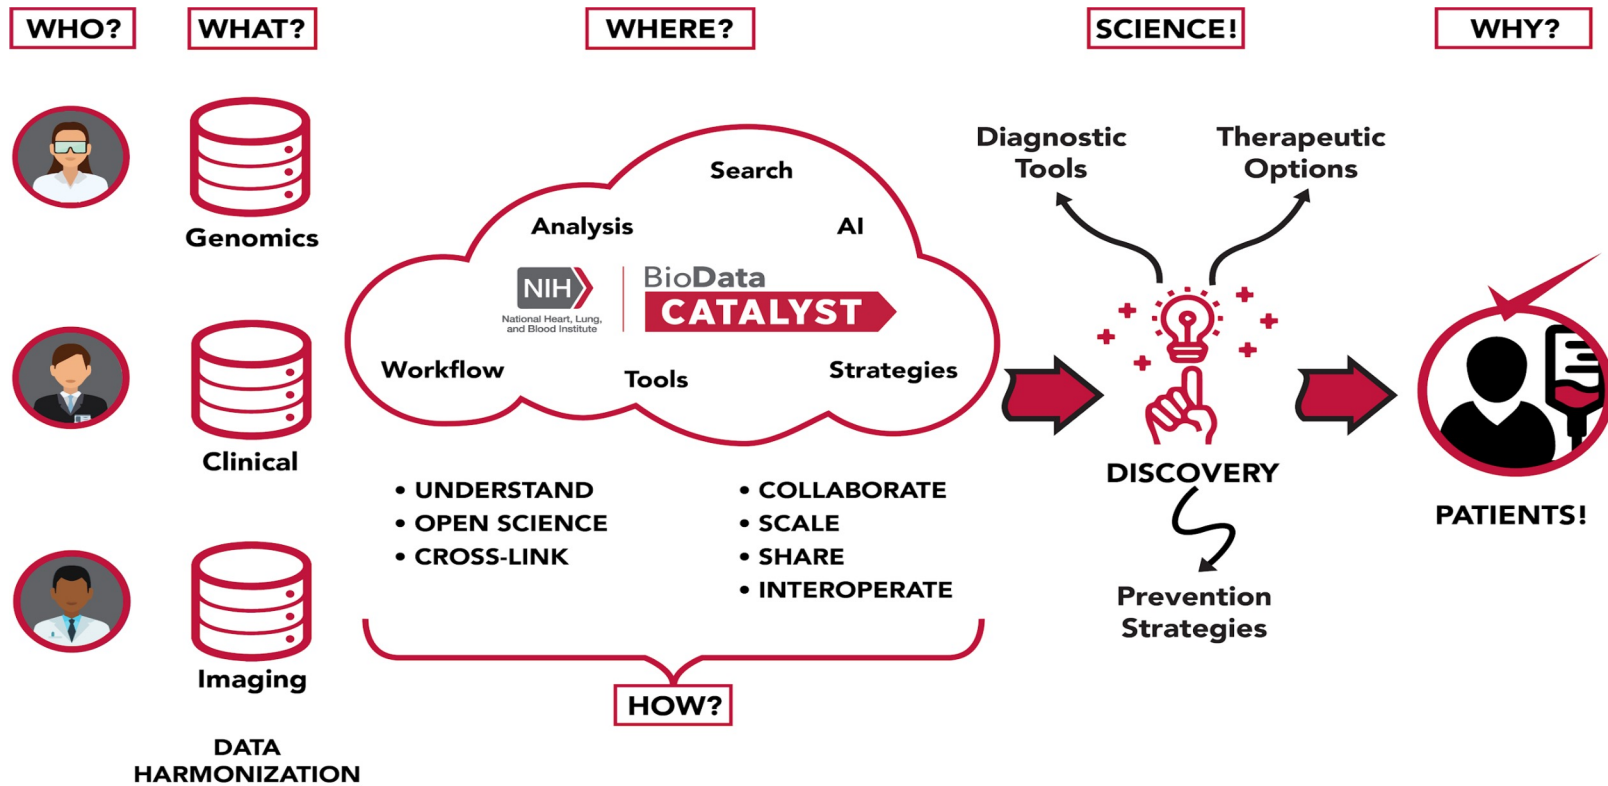 WHO?
WHAT?
WHERE?
SCIENCE!
WHY?
Genomics
Clinical
Imaging
DATA
HARMONIZATION
Search
Analysis
AI
NIH
National Heart, Lung,
and Blood Institute
BioData
CATALYST
Workflow
Tools
Strategies
• UNDERSTAND
• OPEN SCIENCE
• CROSS-LINK
• COLLABORATE
• SCALE
• SHARE
• INTEROPERATE
HOW?
Diagnostic
Tools
Therapeutic
Options
DISCOVERY
Prevention
Strategies
PATIENTS!